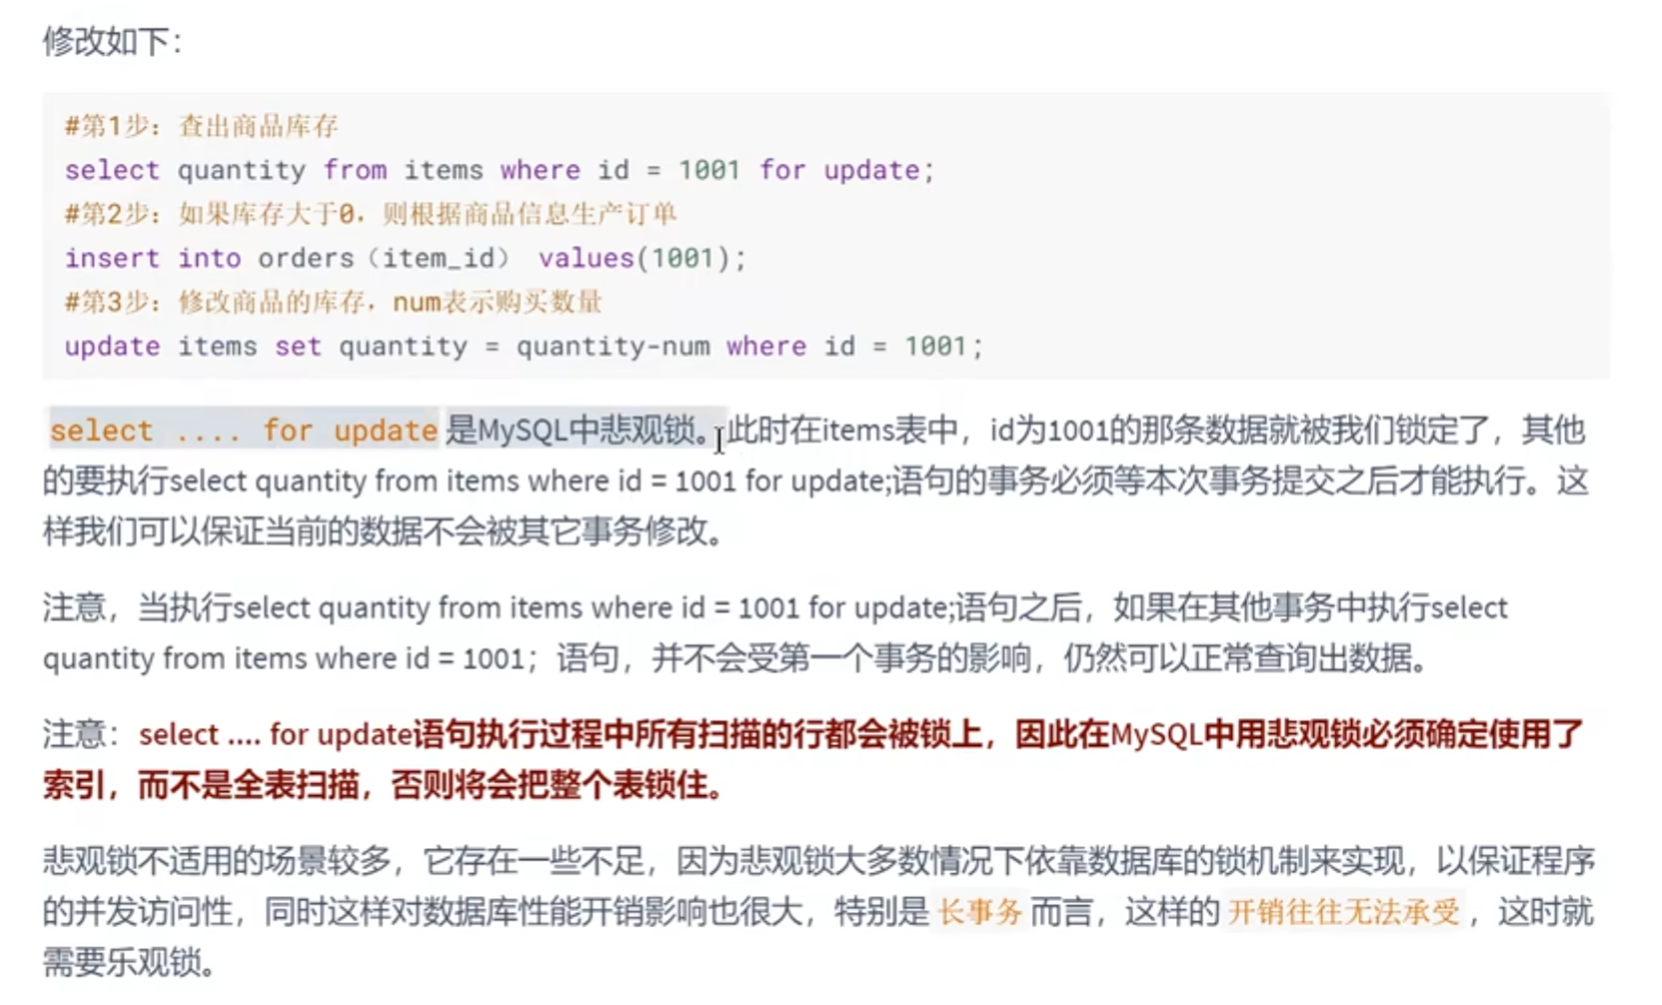 修改如下：
#第1步：查出商品库存
select quantity from items where id = 1001 for update;
#第2步：如果库存大于0，则根据商品信息生产订单
insert into orders（item_id） values(1001);
#第3步：修改商品的库存，num表示购买数量
update items set quantity = quantity-num where id = 1001;
select .... for update 是MySQL中悲观锁。此时在items表中，id为1001的那条数据就被我们锁定了，其他
的要执行select quantity from items where id = 1001 for update;语句的事务必须等本次事务提交之后才能执行。这
样我们可以保证当前的数据不会被其它事务修改。
注意，当执行select quantity from items where id = 1001 for update;语句之后，如果在其他事务中执行select
quantity from items where id = 1001；语句，并不会受第一个事务的影响，仍然可以正常查询出数据。
注意：select .... for update语句执行过程中所有扫描的行都会被锁上，因此在MySQL中用悲观锁必须确定使用了
索引，而不是全表扫描，否则将会把整个表锁住。
悲观锁不适用的场景较多，它存在一些不足，因为悲观锁大多数情况下依靠数据库的锁机制来实现，以保证程序
的并发访问性，同时这样对数据库性能开销影响也很大，特别是 长事务 而言，这样的 开销往往无法承受 ，这时就
需要乐观锁。